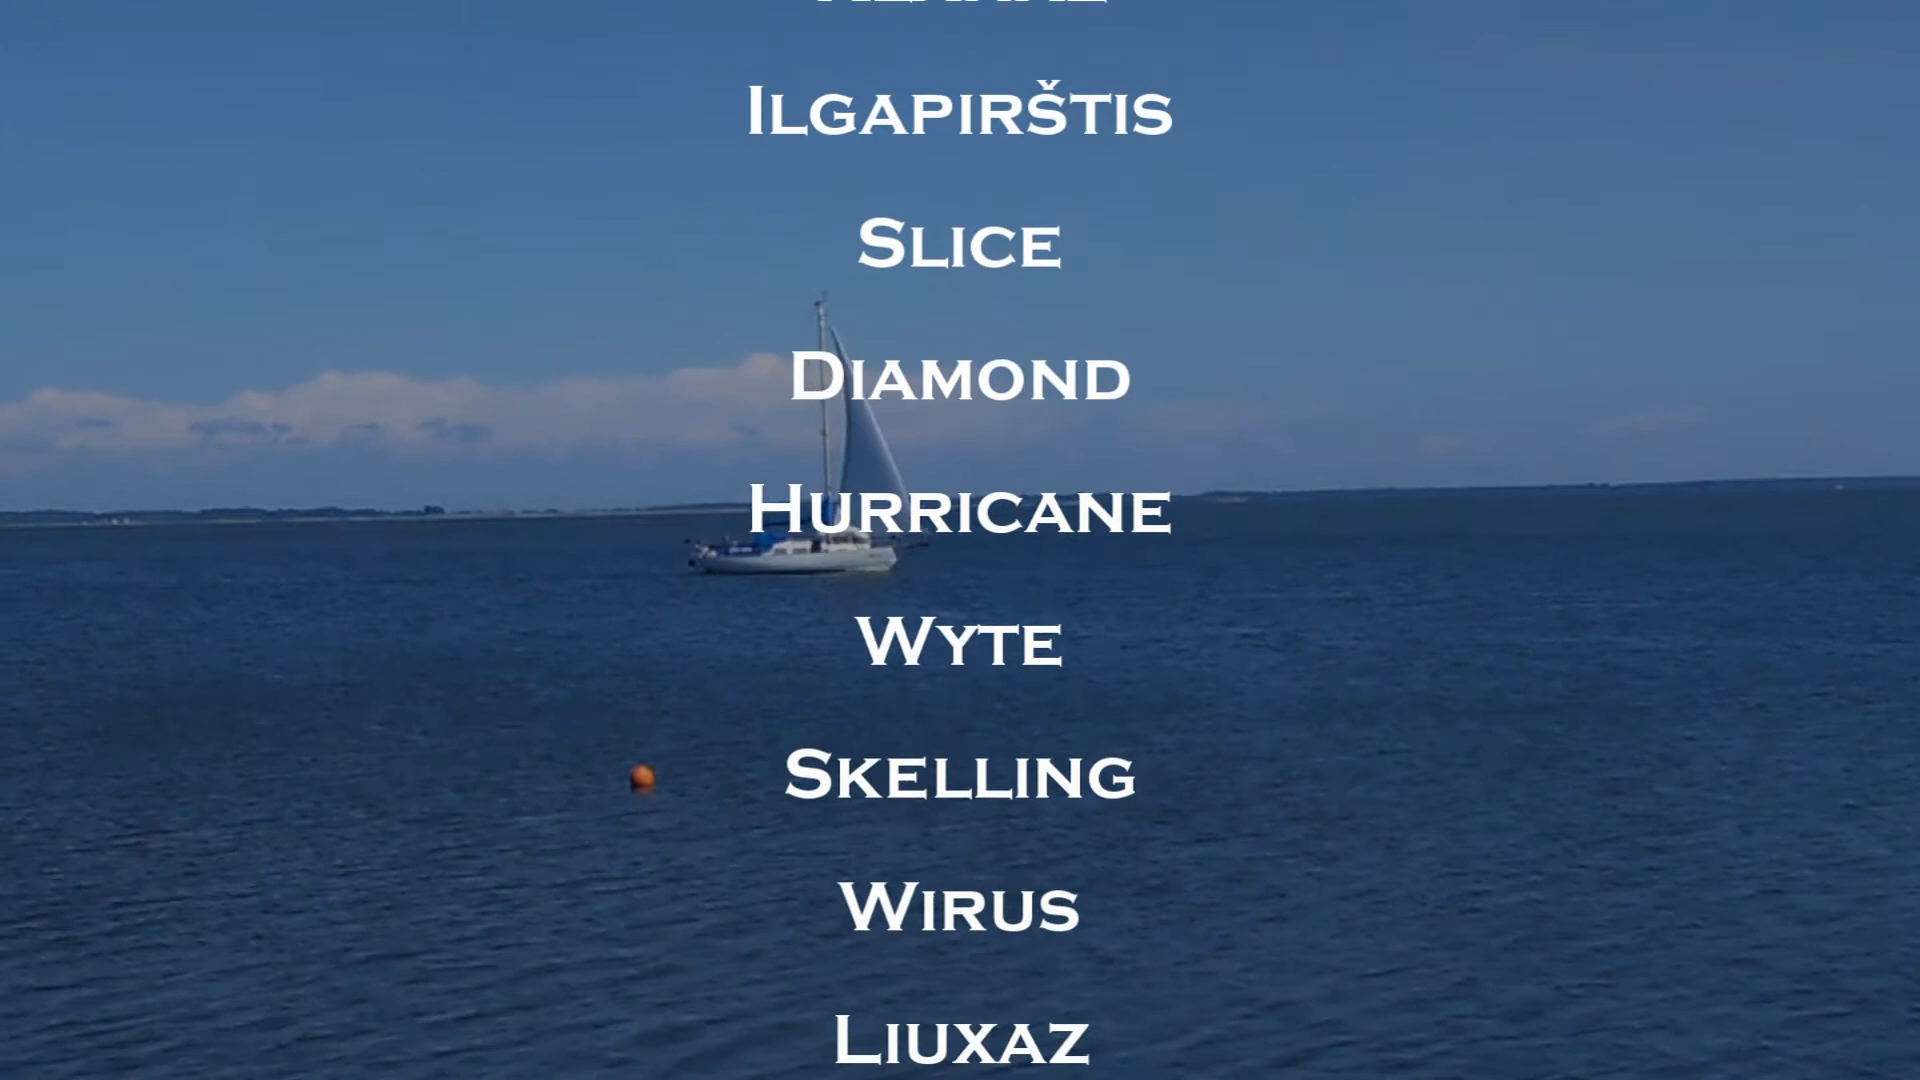 Ilgapirštis
Slice
Diamond
Hurricane
Wyte
Skelling
Wirus
Liuxaz